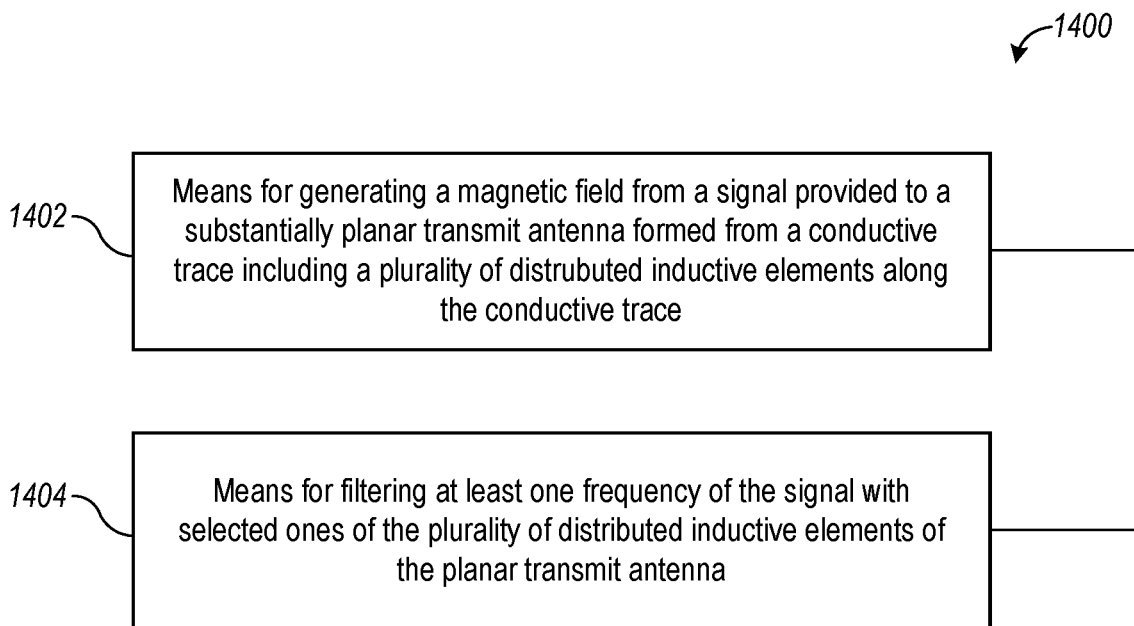 1400
1402
Means for generating a magnetic field from a signal provided to a
substantially planar transmit antenna formed from a conductive
trace including a plurality of distrubuted inductive elements along
the conductive trace
1404
Means for filtering at least one frequency of the signal with
selected ones of the plurality of distributed inductive elements of
the planar transmit antenna